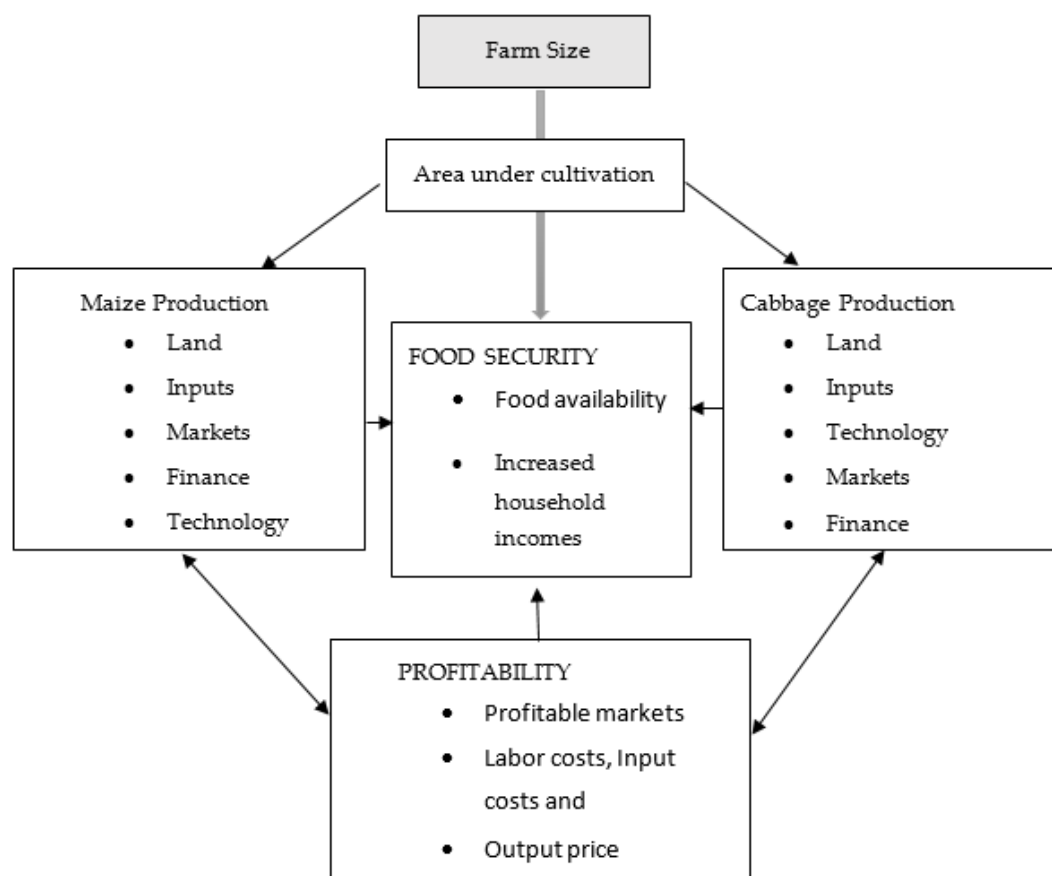 Farm Size
Area under cultivation
Maize Production
• Land
• Inputs
• Markets
• Finance
• Technology
FOOD SECURITY
• Food availability
• Increased
household
incomes
Cabbage Production
• Land
• Inputs
• Technology
• Markets
• Finance
PROFITABILITY
• Profitable markets
• Labor costs, Input
costs and
• Output price